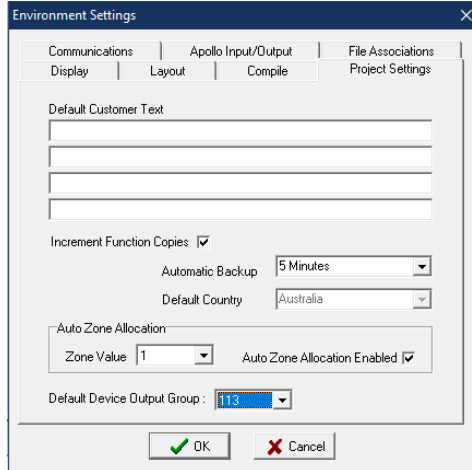 Environment Settings
Communications Apollo Input/Output File Associations
Display Layout Compile Project Settings
Default Customer Text
Increment Function Copies
Automatic Backup 5 Minutes
Default Country Australia
Auto Zone Allocation
Zone Value 1 Auto Zone Allocation Enabled
Default Device Output Group : 113
OK Cancel